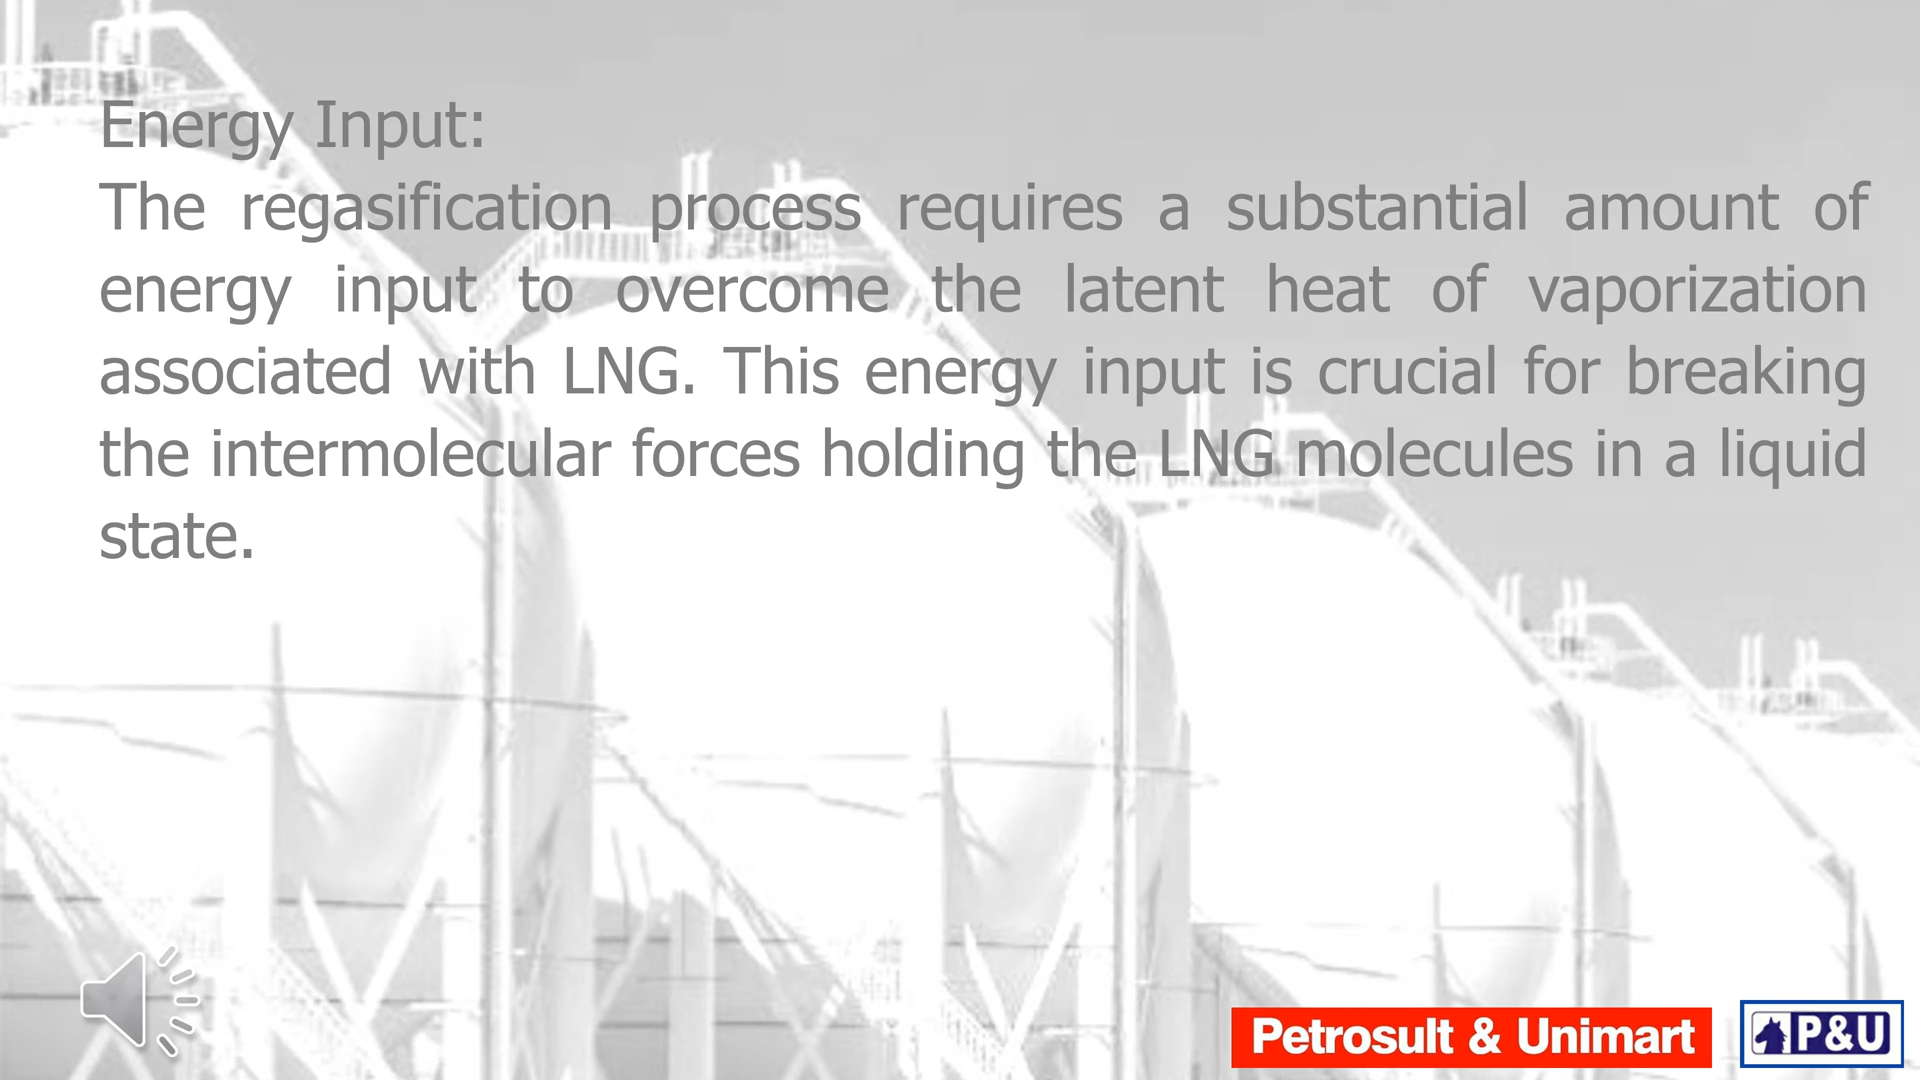 Energy Input:
The regasification process requires a substantial amount of
energy input to overcome the latent heat of vaporization
associated with LNG. This energy input is crucial for breaking
the intermolecular forces holding the LNG molecules in a liquid
state.
Petrosult & Unimart
P&U